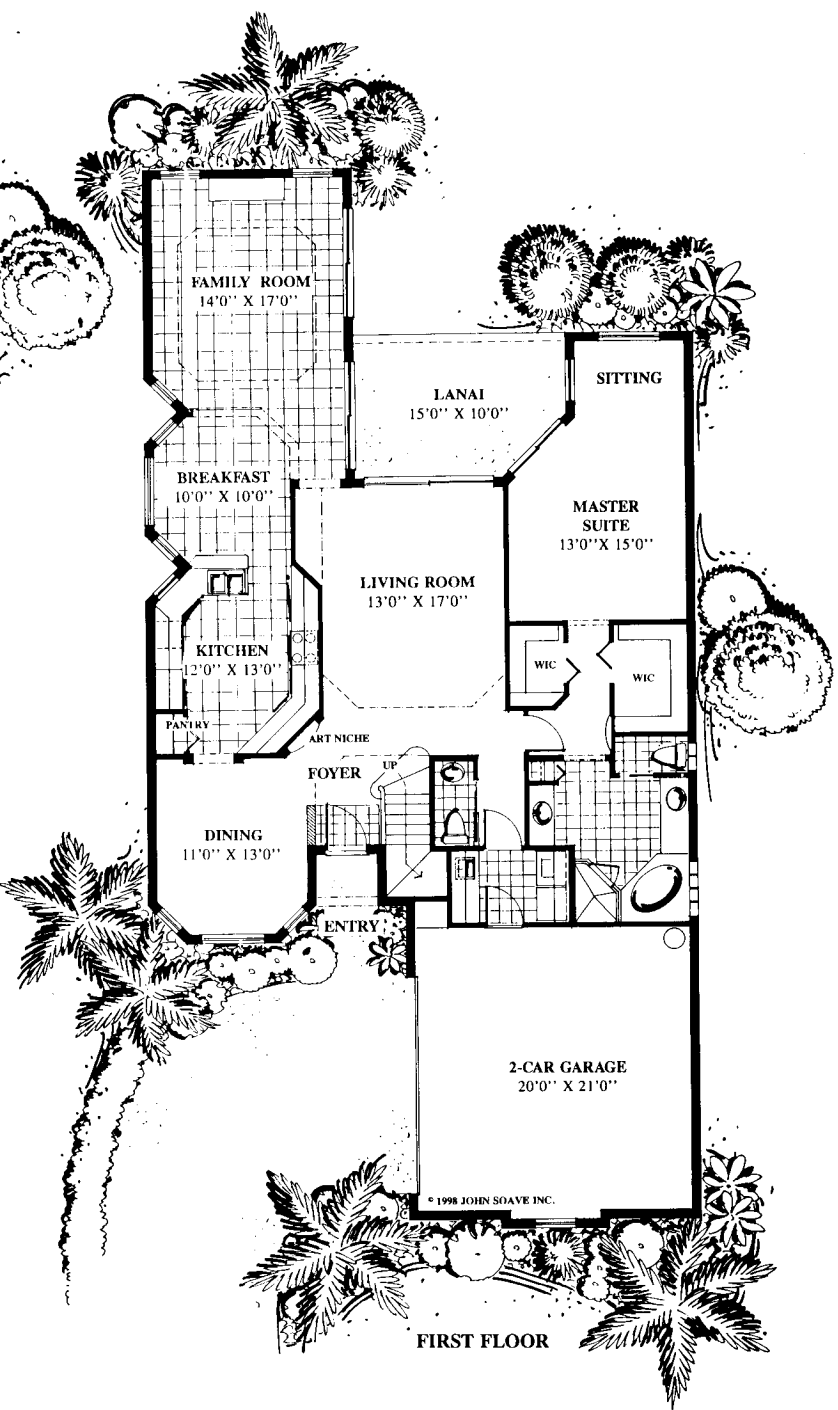 FAMILY ROOM
14'0" X 17'0"
SITTING
LANAI
15'0" X 10'0"
BREAKFAST
10'0" X 10'0"
MASTER
SUITE
13'0" X 15'0"
LIVING ROOM
13'0" X 17'0"
KITCHEN
12'0" X 13'0"
WIC
WIC
PANTRY
ART NICHE
FOYER
UP
DINING
11'0" X 13'0"
ENTRY
2-CAR GARAGE
20'0" X 21'0"
© 1998 JOHN SOAVE INC.
FIRST FLOOR